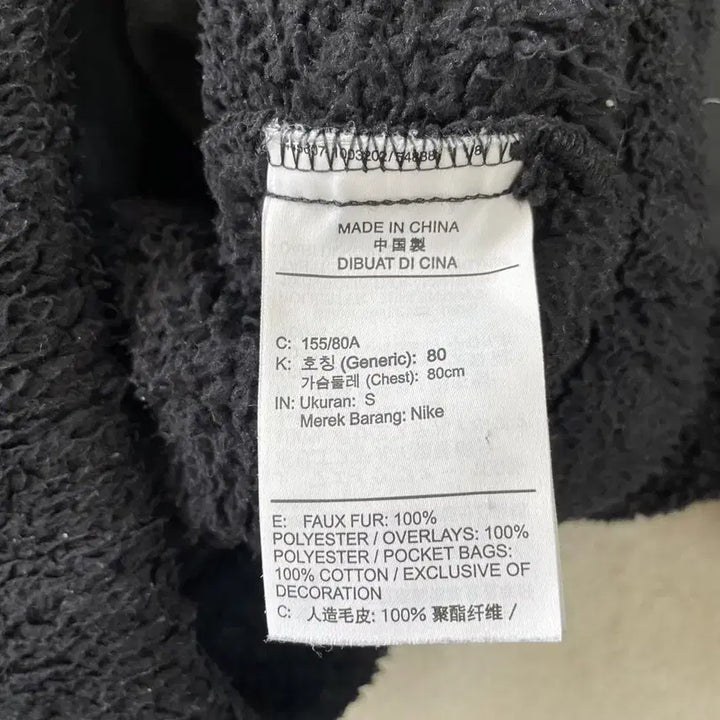 MADE IN CHINA
中国製
DIBUAT DI CINA
C: 155/80A
K: 호칭 (Generic): 80
가슴둘레 (Chest): 80cm
IN: Ukuran: S
Merek Barang: Nike
E: FAUX FUR: 100%
POLYESTER / OVERLAYS: 100%
POLYESTER / POCKET BAGS:
100% COTTON / EXCLUSIVE OF
DECORATION
C: 人造毛皮: 100% 聚酯纤维 /